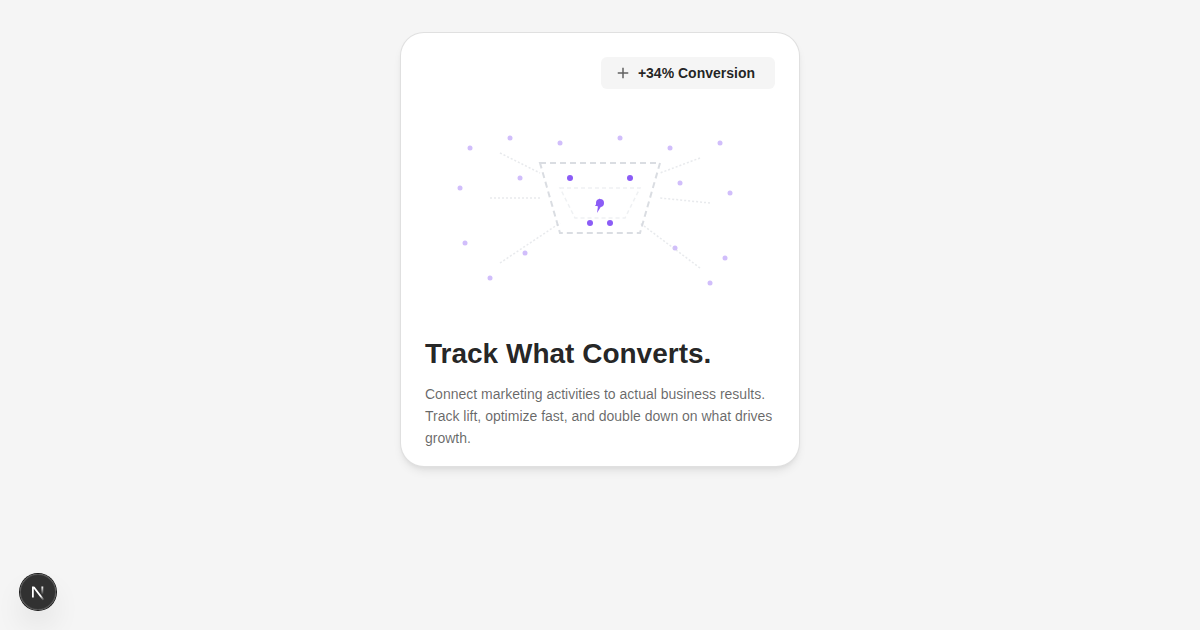 +34% Conversion
Track What Converts.
Connect marketing activities to actual business results.
Track lift, optimize fast, and double down on what drives
growth.
N